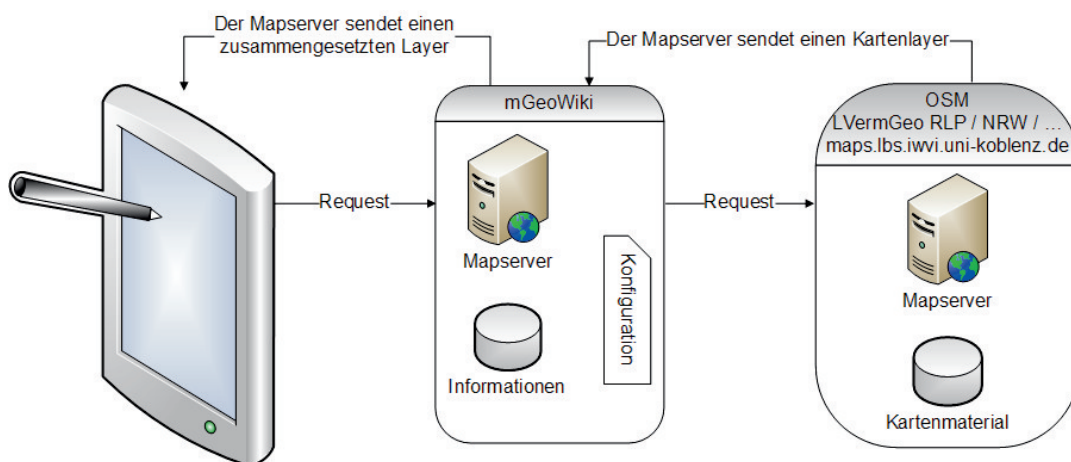 Der Mapserver sendet einen
zusammengesetzten Layer
Der Mapserver sendet einen Kartenlayer
mGeoWiki
OSM
LVermGeo RLP / NRW / ...
maps.lbs.iwvi.uni-koblenz.de
Request
Request
Mapserver
Konfiguration
Informationen
Mapserver
Kartenmaterial